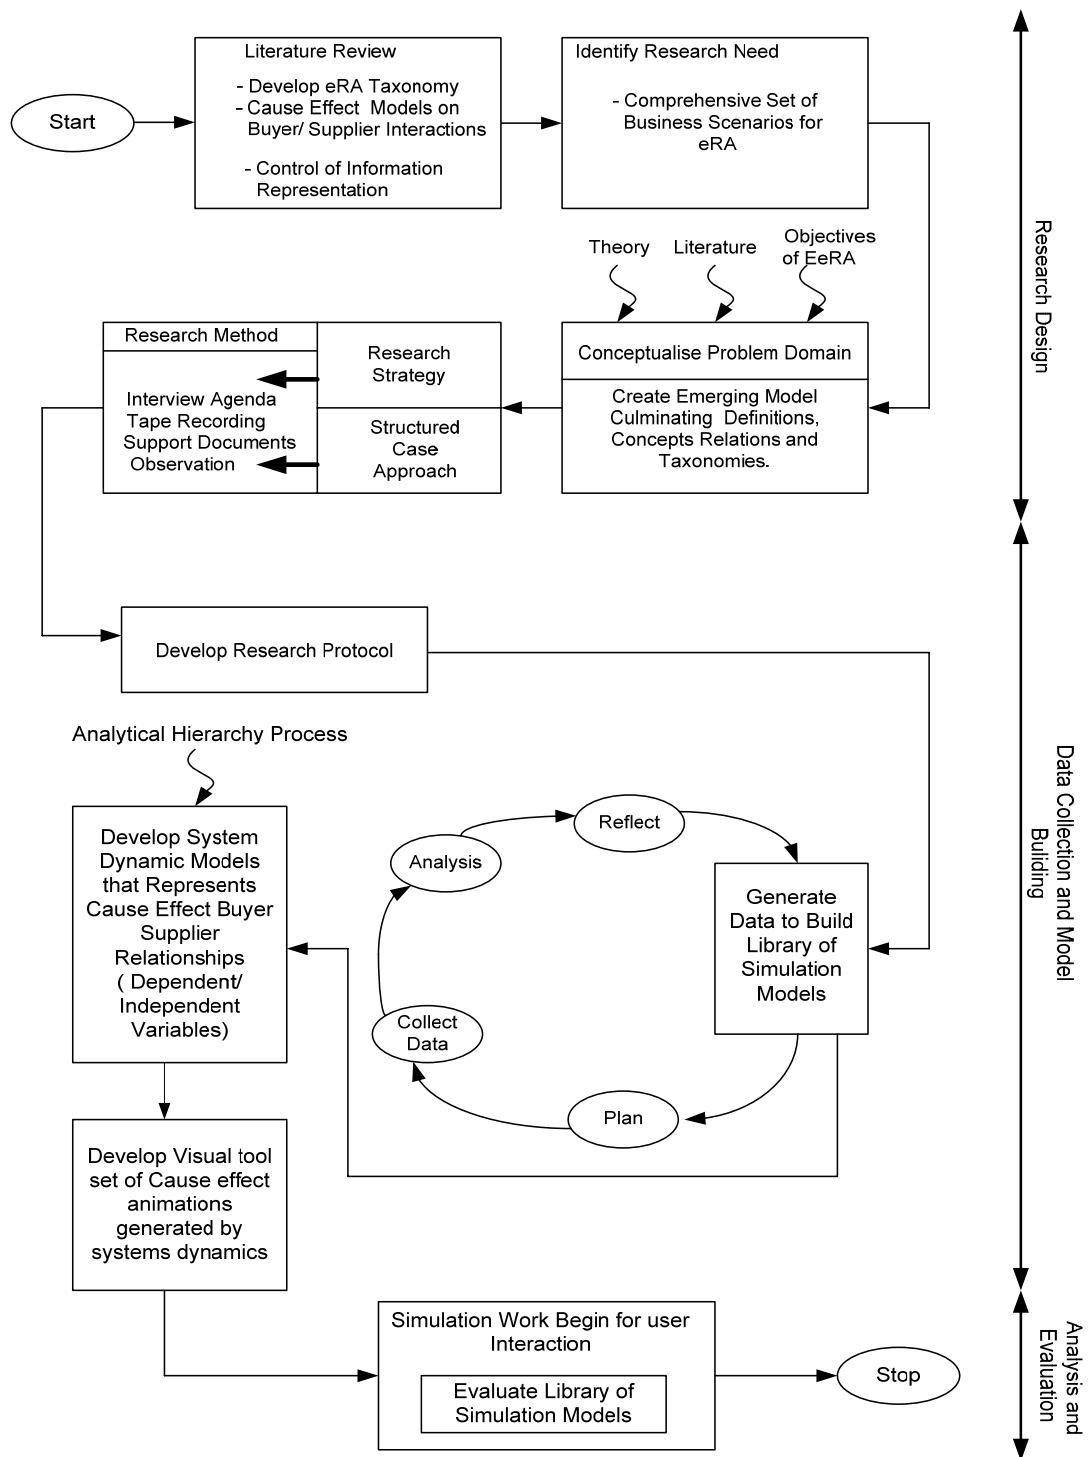 Start
Literature Review
- Develop eRA Taxonomy
- Cause Effect Models on
Buyer/ Supplier Interactions
- Control of Information
Representation
Identify Research Need
- Comprehensive Set of
Business Scenarios for
eRA
Theory
Literature
Objectives
of EeRA
Conceptualise Problem Domain
Create Emerging Model
Culminating Definitions,
Concepts Relations and
Taxonomies.
Research Strategy
Structured
Case
Approach
Research Method
Interview Agenda
Tape Recording
Support Documents
Observation
Research Design
Develop Research Protocol
Analytical Hierarchy Process
Develop System
Dynamic Models
that Represents
Cause Effect Buyer
Supplier
Relationships
( Dependent/
Independent
Variables)
Analysis
Reflect
Generate
Data to Build
Library of
Simulation
Models
Collect
Data
Plan
Develop Visual tool
set of Cause effect
animations
generated by
systems dynamics
Data Collection and Model
Buliding
Simulation Work Begin for user
Interaction
Evaluate Library of
Simulation Models
Stop
Analysis and
Evaluation